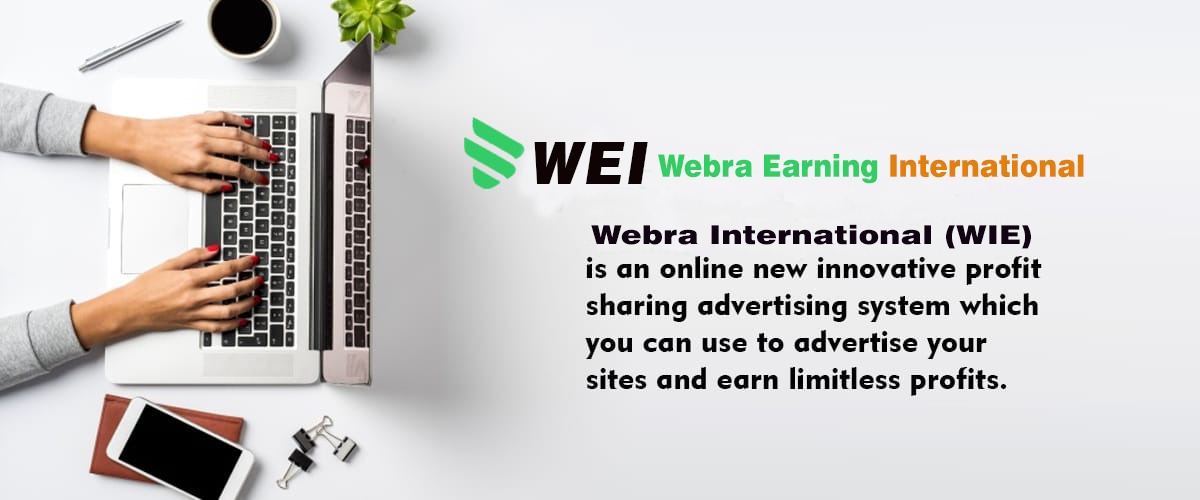 WEI Webra Earning International
Webra International (WIE)
is an online new innovative profit
sharing advertising system which
you can use to advertise your
sites and earn limitless profits.